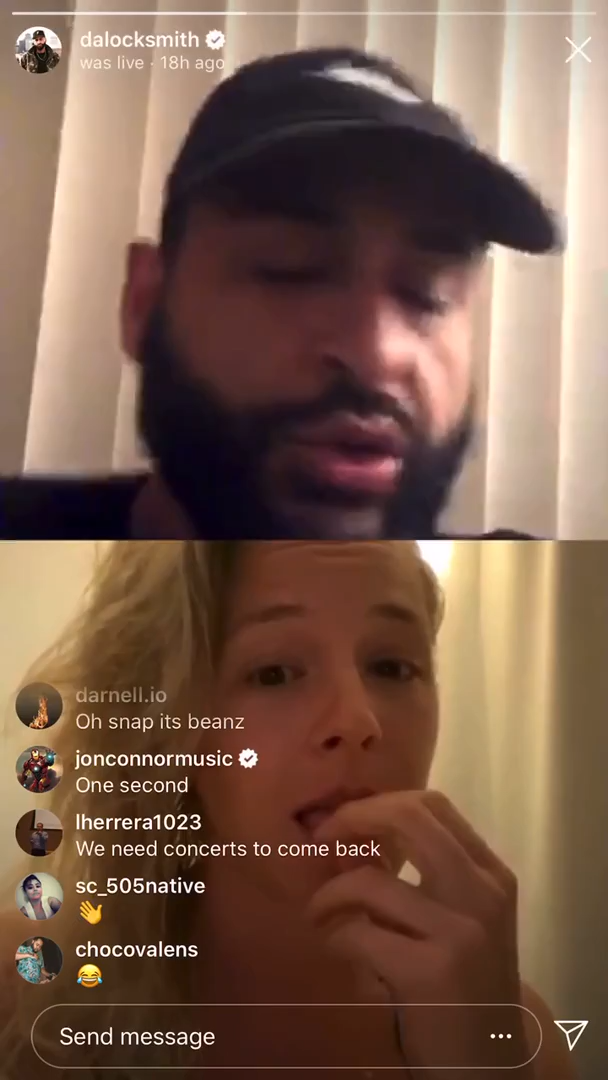 dalocksmith
was live · 18h ago
darnell.io
Oh snap its beanz
jonconnormusic
One second
lherrera1023
We need concerts to come back
sc_505native
👋
chocovalens
😂
Send message